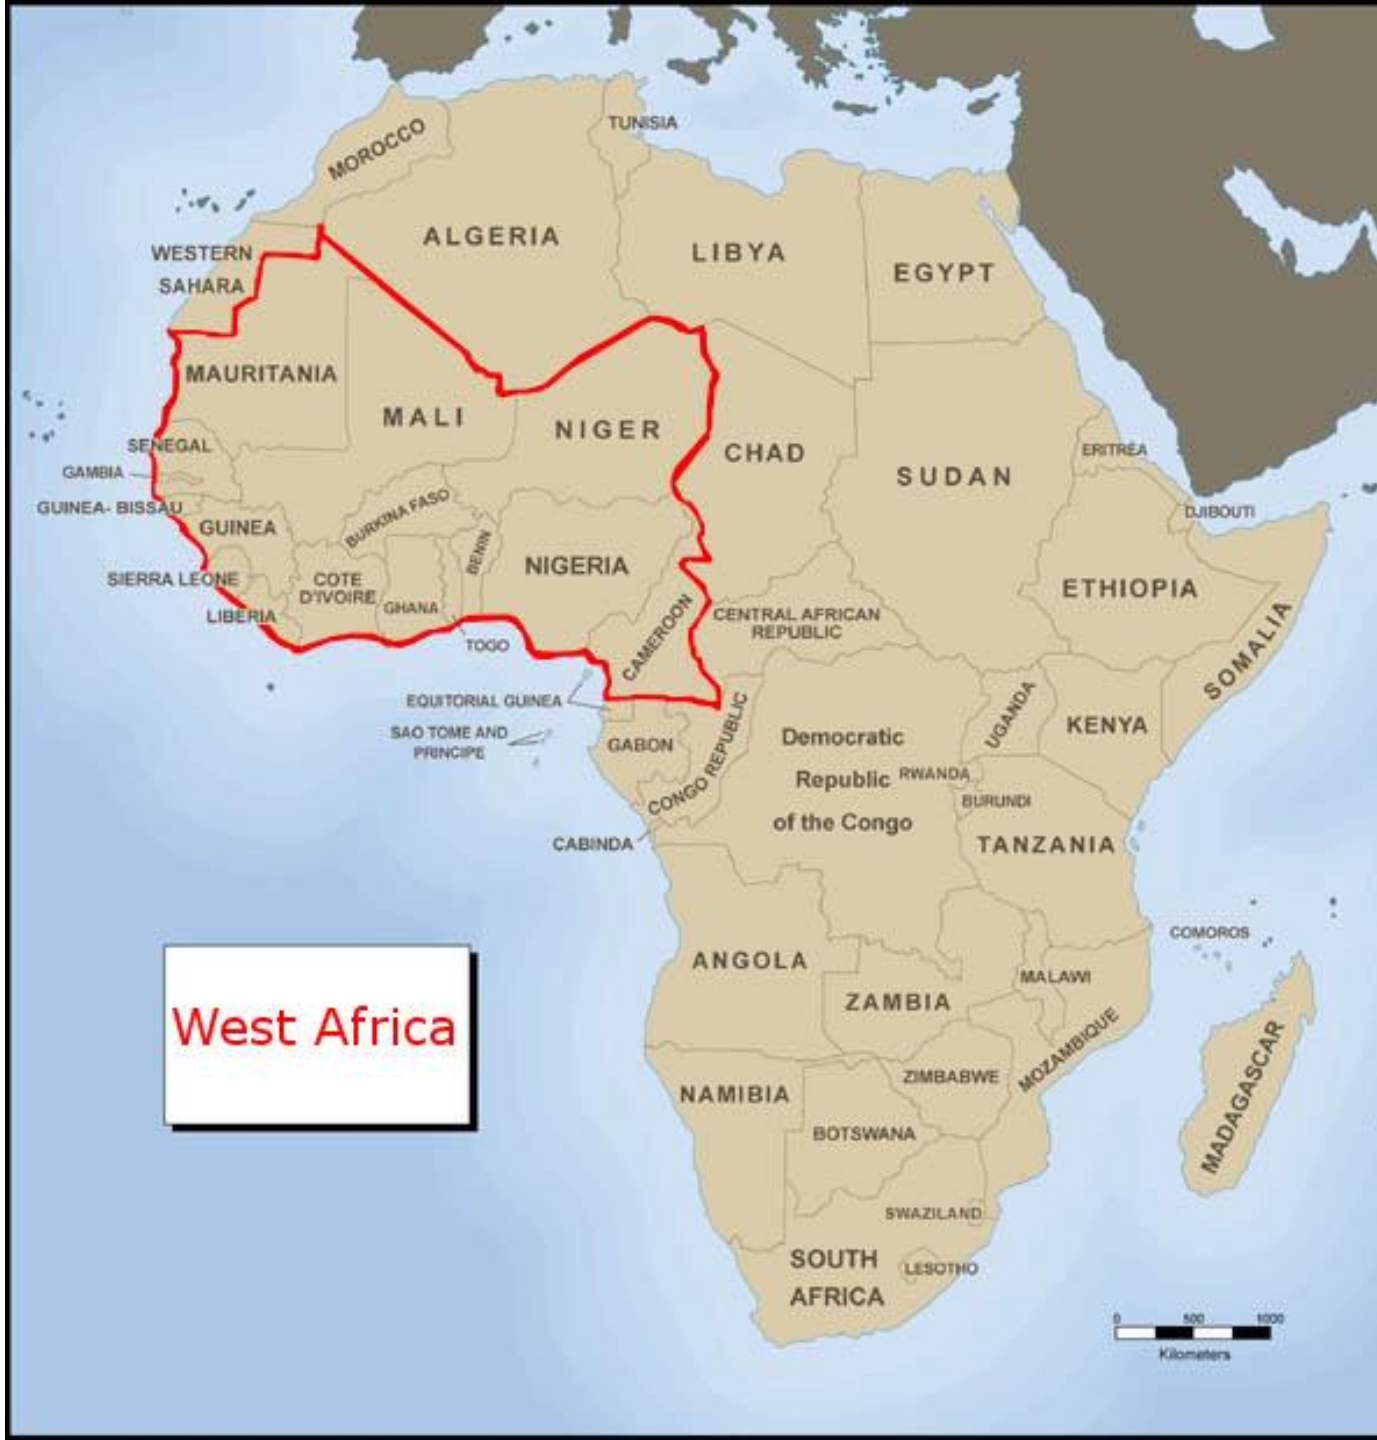 TUNISIA
MOROCCO
ALGERIA
LIBYA
EGYPT
WESTERN
SAHARA
MAURITANIA
MALI
NIGER
CHAD
SUDAN
ERITREA
DJIBOUTI
SENEGAL
GAMBIA
GUINEA- BISSAU
GUINEA
BURKINA FASO
BENIN
NIGERIA
SIERRA LEONE
COTE
D'IVOIRE
GHANA
LIBERIA
TOGO
CAMEROON
CENTRAL AFRICAN
REPUBLIC
ETHIOPIA
SOMALIA
EQUITORIAL GUINEA
SAO TOME AND
PRINCIPE
GABON
CONGO REPUBLIC
Democratic
Republic
of the Congo
UGANDA
KENYA
RWANDA
BURUNDI
TANZANIA
CABINDA
ANGOLA
ZAMBIA
MALAWI
COMOROS
MOZAMBIQUE
MADAGASCAR
West Africa
NAMIBIA
ZIMBABWE
BOTSWANA
SWAZILAND
SOUTH
AFRICA
LESOTHO
0 500 1000
Kilometers